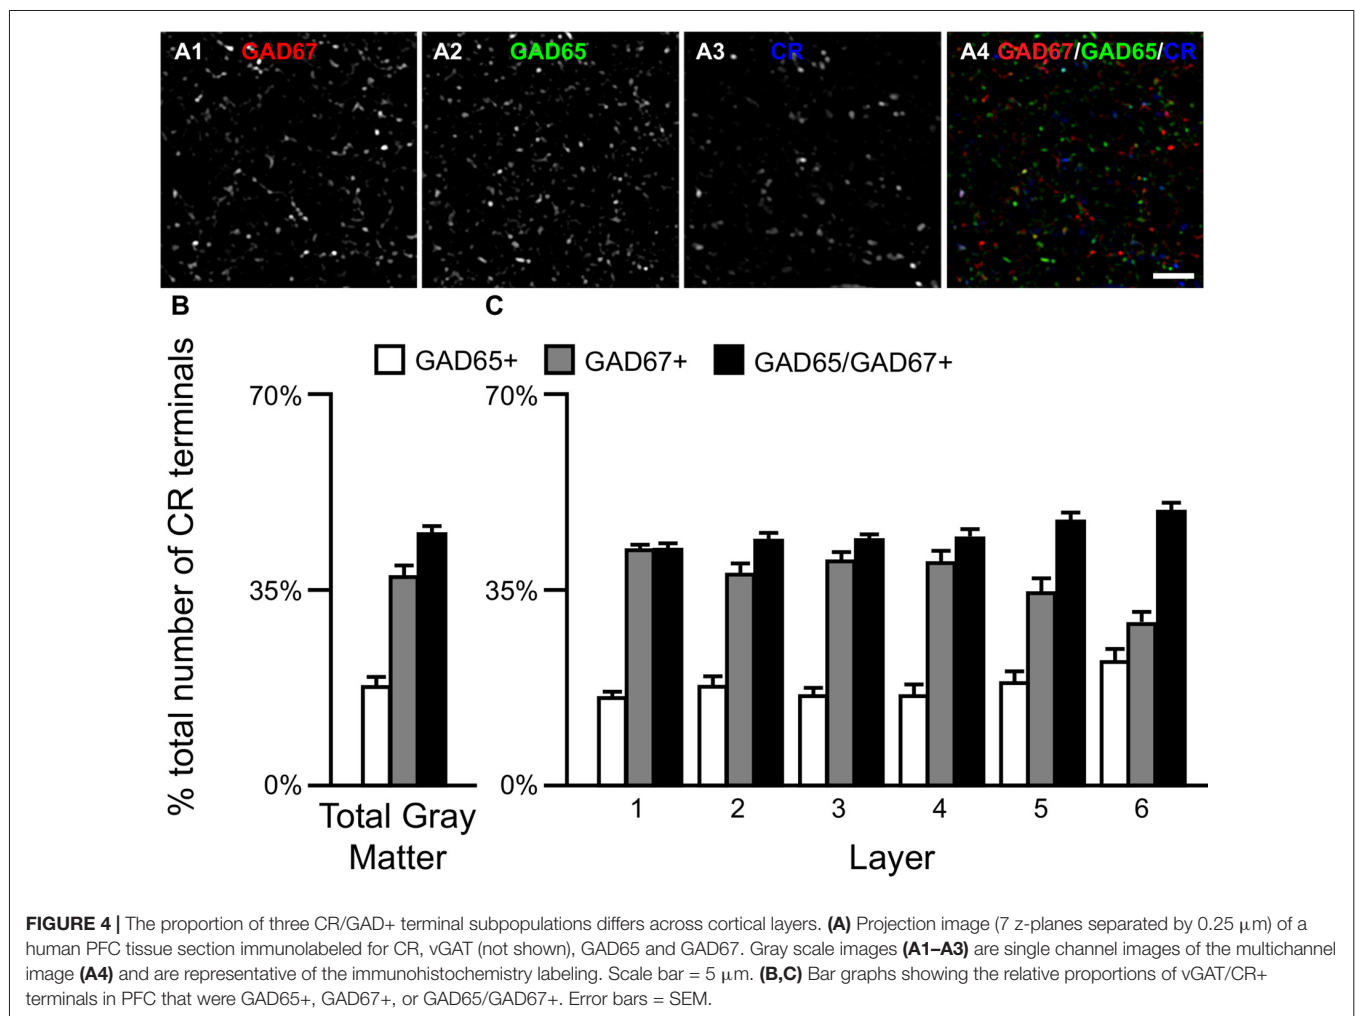 A1 GAD67
A2 GAD65
A3 CR
A4 GAD67/GAD65/CR
B
C
GAD65+ GAD67+ GAD65/GAD67+
% total number of CR terminals
70%
35%
0%
Total Gray
Matter
70%
35%
0%
1 2 3 4 5 6
Layer
FIGURE 4 | The proportion of three CR/GAD+ terminal subpopulations differs across cortical layers. (A) Projection image (7 z-planes separated by 0.25 μm) of a
human PFC tissue section immunolabeled for CR, vGAT (not shown), GAD65 and GAD67. Gray scale images (A1–A3) are single channel images of the multichannel
image (A4) and are representative of the immunohistochemistry labeling. Scale bar = 5 μm. (B,C) Bar graphs showing the relative proportions of vGAT/CR+
terminals in PFC that were GAD65+, GAD67+, or GAD65/GAD67+. Error bars = SEM.